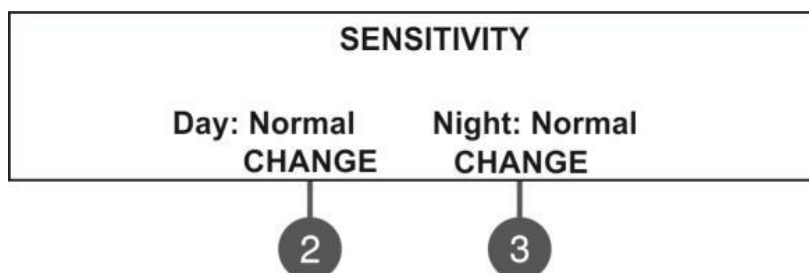 SENSITIVITY
Day: Normal Night: Normal
CHANGE CHANGE
2 3